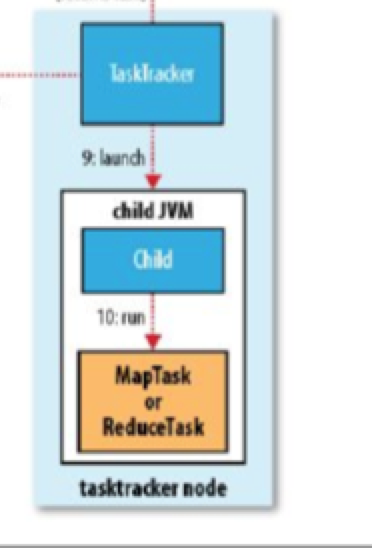 TaskTracker
9: launch
child JVM
Child
10: run
MapTask
or
ReduceTask
tasktracker node